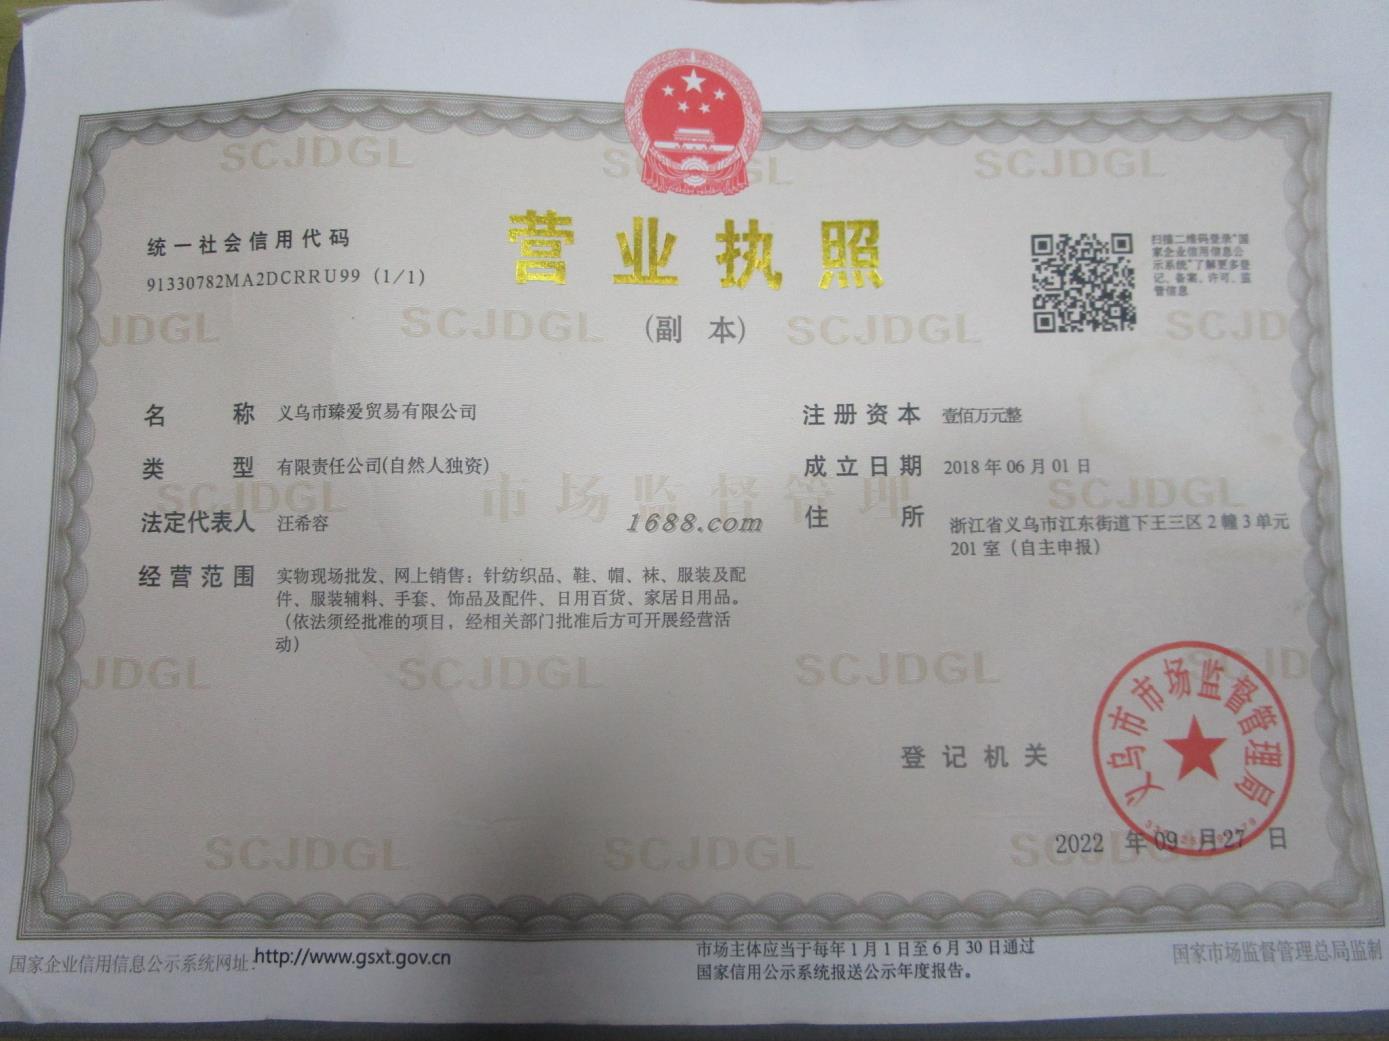 统一社会信用代码
91330782MA2DCRRU99 (1/1)
营业执照
(副 本)
扫描二维码登录“国
家企业信用信息公
示系统”了解更多登
记、备案、许可、监
管信息
名 称 义乌市臻爱贸易有限公司
类 型 有限责任公司(自然人独资)
法定代表人 汪希容
经营范围 实物现场批发、网上销售：针纺织品、鞋、帽、袜、服装及配
件、服装辅料、手套、饰品及配件、日用百货、家居日用品。
（依法须经批准的项目，经相关部门批准后方可开展经营活
动）
注册资本 壹佰万元整
成立日期 2018 年 06 月 01 日
住 所 浙江省义乌市江东街道下王三区 2 幢 3 单元
201 室（自主申报）
1688.com
SCJDGL
市场监督管理
登记机关
义乌市市场监督管理局
2022 年 09 月 27 日
国家企业信用信息公示系统网址: http://www.gsxt.gov.cn
市场主体应当于每年 1 月 1 日至 6 月 30 日通过
国家信用公示系统报送公示年度报告。
国家市场监督管理总局监制